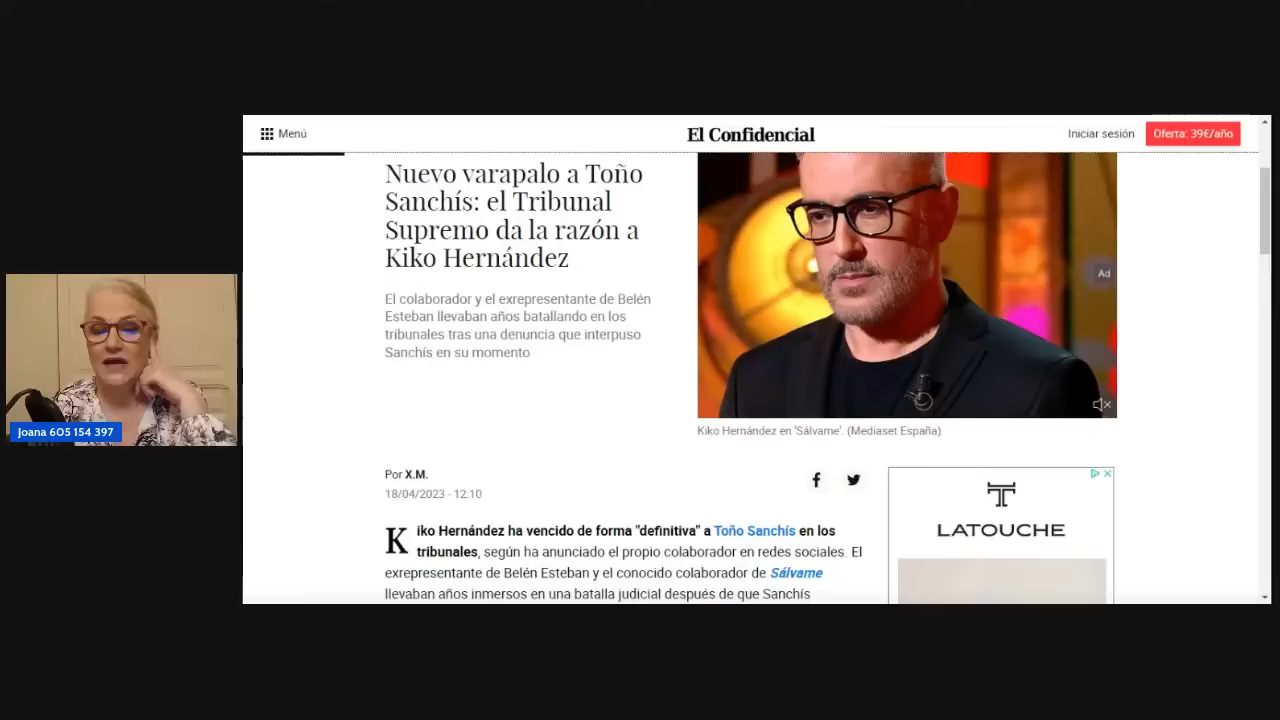 Menú
El Confidencial
Iniciar sesión
Oferta: 39€/año
Nuevo varapalo a Toño
Sanchís: el Tribunal
Supremo da la razón a
Kiko Hernández
El colaborador y el exrepresentante de Belén
Esteban llevaban años batallando en los
tribunales tras una denuncia que interpuso
Sanchís en su momento
Ad
Kiko Hernández en 'Sálvame'. (Mediaset España)
Joana 605 154 397
Por X.M.
18/04/2023 - 12:10
LATOUCHE
Kiko Hernández ha vencido de forma "definitiva" a Toño Sanchís en los
tribunales, según ha anunciado el propio colaborador en redes sociales. El
exrepresentante de Belén Esteban y el conocido colaborador de Sálvame
llevaban años inmersos en una batalla judicial después de que Sanchís